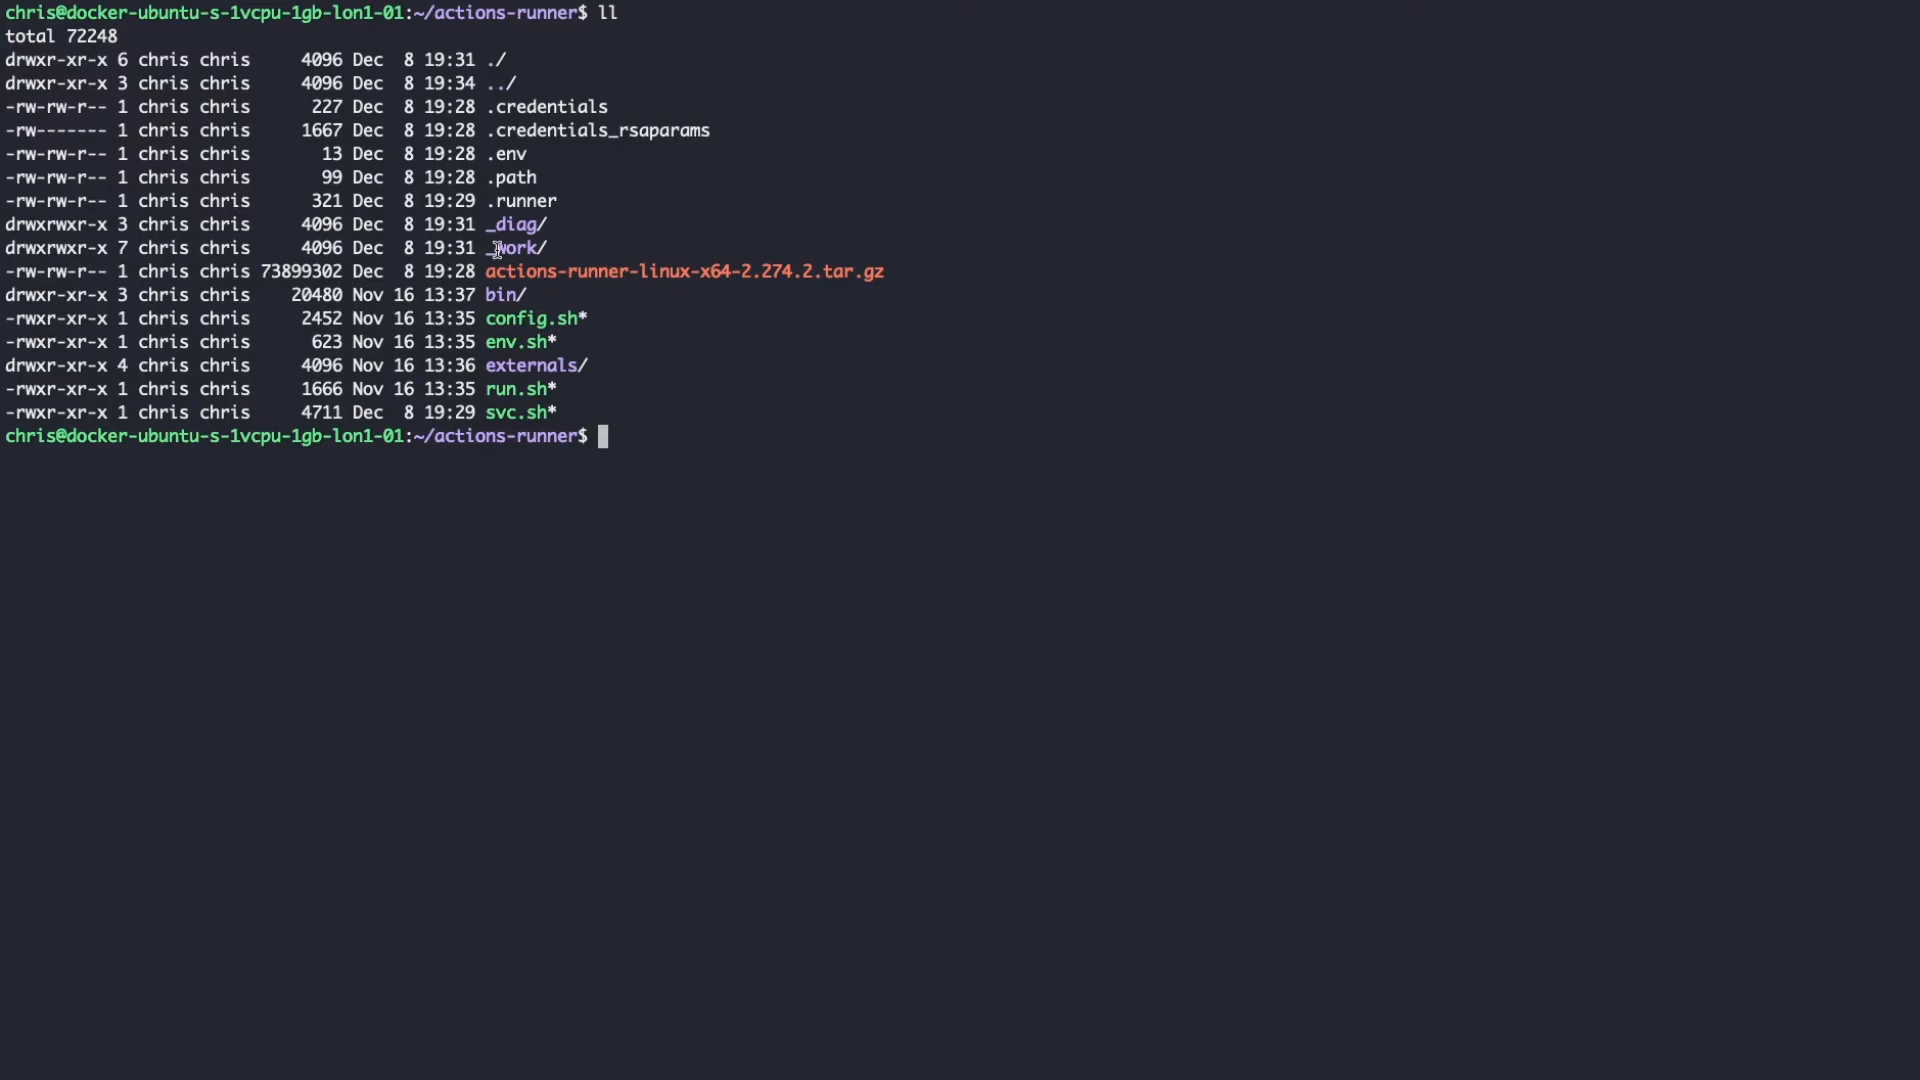 chris@docker-ubuntu-s-1vcpu-1gb-lon1-01:~/actions-runner$ ll
total 72248
drwxr-xr-x 6 chris chris     4096 Dec  8 19:31 ./
drwxr-xr-x 3 chris chris     4096 Dec  8 19:34 ../
-rw-rw-r-- 1 chris chris      227 Dec  8 19:28 .credentials
-rw------- 1 chris chris     1667 Dec  8 19:28 .credentials_rsaparams
-rw-rw-r-- 1 chris chris       13 Dec  8 19:28 .env
-rw-rw-r-- 1 chris chris       99 Dec  8 19:28 .path
-rw-rw-r-- 1 chris chris      321 Dec  8 19:29 .runner
drwxrwxr-x 3 chris chris     4096 Dec  8 19:31 _diag/
drwxrwxr-x 7 chris chris     4096 Dec  8 19:31 _work/
-rw-rw-r-- 1 chris chris 73899302 Dec  8 19:28 actions-runner-linux-x64-2.274.2.tar.gz
drwxr-xr-x 3 chris chris    20480 Nov 16 13:37 bin/
-rwxr-xr-x 1 chris chris     2452 Nov 16 13:35 config.sh*
-rwxr-xr-x 1 chris chris      623 Nov 16 13:35 env.sh*
drwxr-xr-x 4 chris chris     4096 Nov 16 13:36 externals/
-rwxr-xr-x 1 chris chris     1666 Nov 16 13:35 run.sh*
-rwxr-xr-x 1 chris chris     4711 Dec  8 19:29 svc.sh*
chris@docker-ubuntu-s-1vcpu-1gb-lon1-01:~/actions-runner$